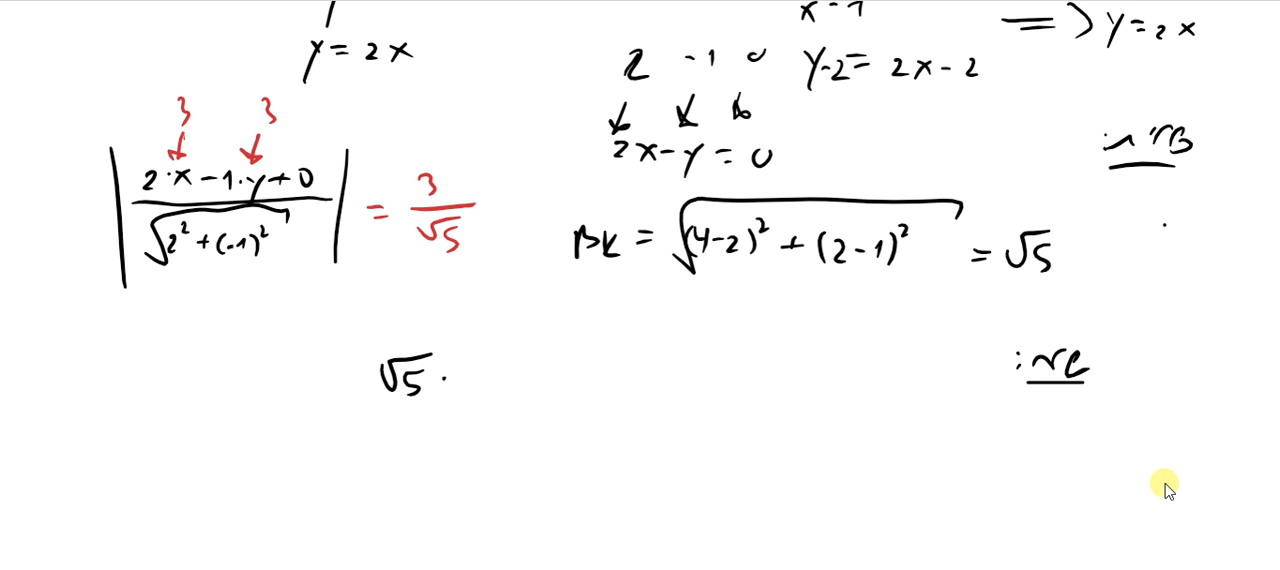 y = 2x
x - 1
=> y = 2x
2 -1 0
y-2 = 2x - 2
3 3
2x - y = 0
|2·x - 1·y + 0| / √(2² + (-1)²) = 3/√5
BK = √((4-2)² + (2-1)²) = √5
√5 ·